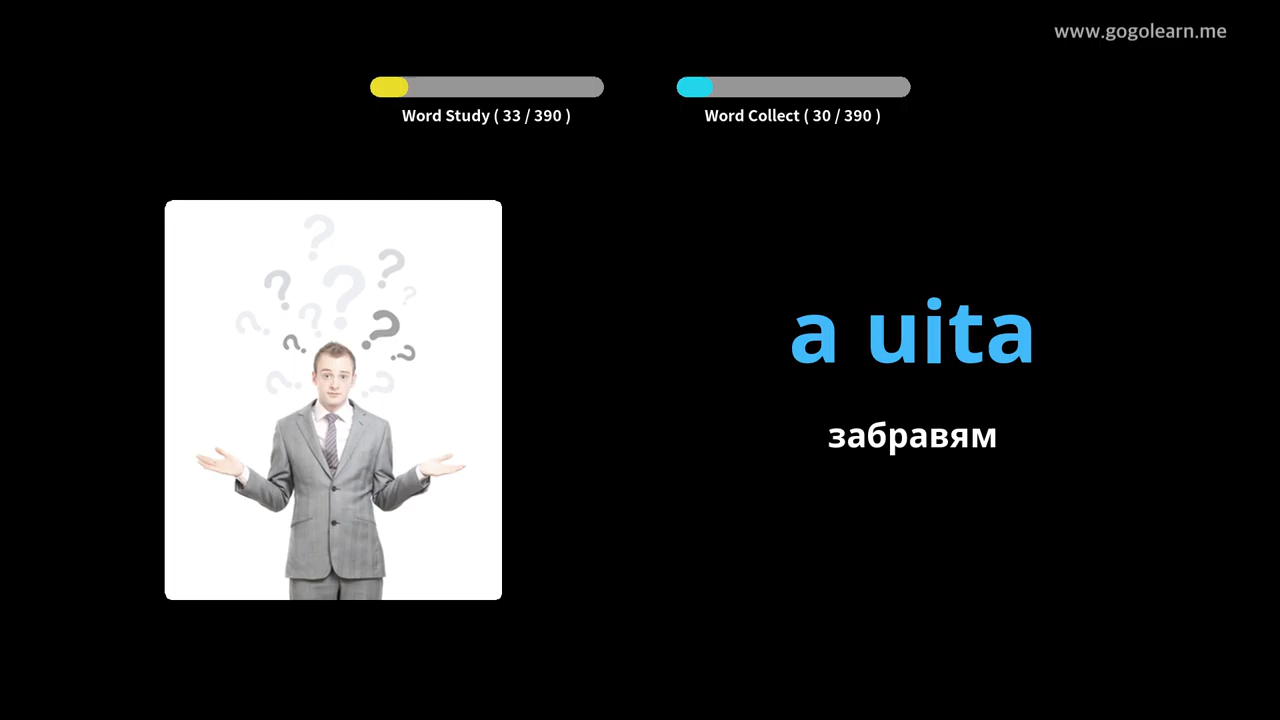 www.gogolearn.me
Word Study ( 33 / 390 )
Word Collect ( 30 / 390 )
a uita
забравям